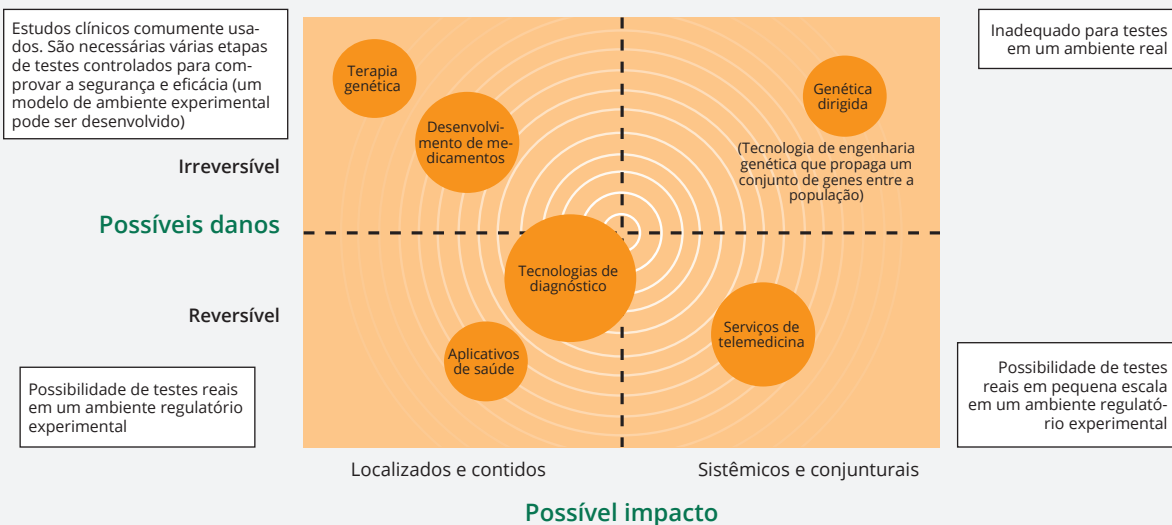 Estudos clínicos comumente usa-
dos. São necessárias várias etapas
de testes controlados para com-
provar a segurança e eficácia (um
modelo de ambiente experimental
pode ser desenvolvido)
Inadequado para testes
em um ambiente real
Terapia
genética
Genética
dirigida
Desenvolvi-
mento de me-
dicamentos
(Tecnologia de engenharia
genética que propaga um
conjunto de genes entre a
população)
Irreversível
Possíveis danos
Tecnologias de
diagnóstico
Reversível
Serviços de
telemedicina
Aplicativos
de saúde
Possibilidade de testes reais
em um ambiente regulatório
experimental
Possibilidade de testes
reais em pequena escala
em um ambiente regulató-
rio experimental
Localizados e contidos
Sistêmicos e conjunturais
Possível impacto